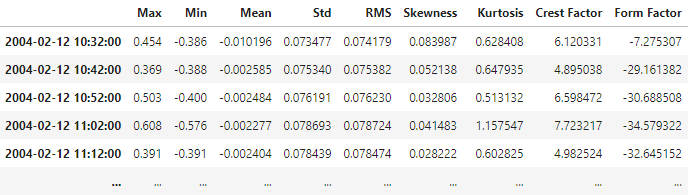 Max Min Mean Std RMS Skewness Kurtosis Crest Factor Form Factor
2004-02-12 10:32:00 0.454 -0.386 -0.010196 0.073477 0.074179 0.083987 0.628408 6.120331 -7.275307
2004-02-12 10:42:00 0.369 -0.388 -0.002585 0.075340 0.075382 0.052138 0.647935 4.895038 -29.161382
2004-02-12 10:52:00 0.503 -0.400 -0.002484 0.076191 0.076230 0.032806 0.513132 6.598472 -30.688508
2004-02-12 11:02:00 0.608 -0.576 -0.002277 0.078693 0.078724 0.041483 1.157547 7.723217 -34.579322
2004-02-12 11:12:00 0.391 -0.391 -0.002404 0.078439 0.078474 0.028222 0.602825 4.982524 -32.645152
... ... ... ... ... ... ... ... ... ...